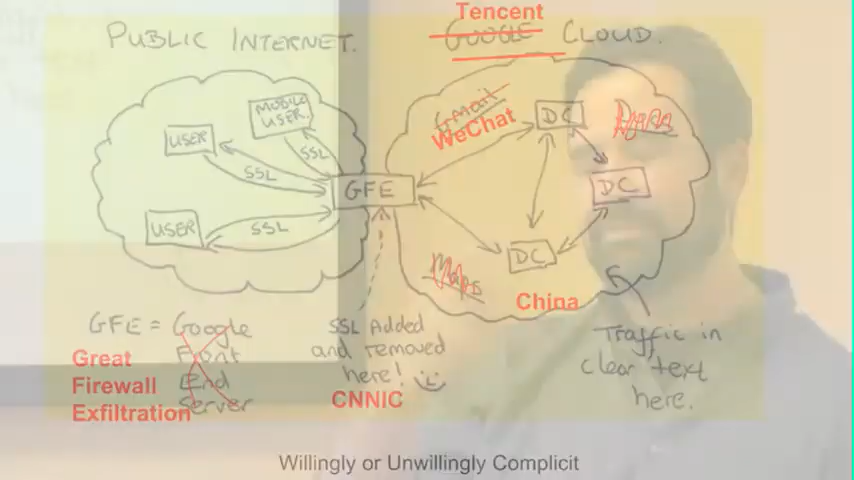 Tencent
PUBLIC INTERNET.
GOOGLE CLOUD.
Gmail
WeChat
MOBILE
USER.
USER
DC
SSL
SSL
GFE
DC
USER
SSL
DC
Maps
China
GFE = Google
Front
End
Server
Great
Firewall
Exfiltration
SSL Added
and removed
here!
CNNIC
Traffic in
clear text
here.
Willingly or Unwillingly Complicit